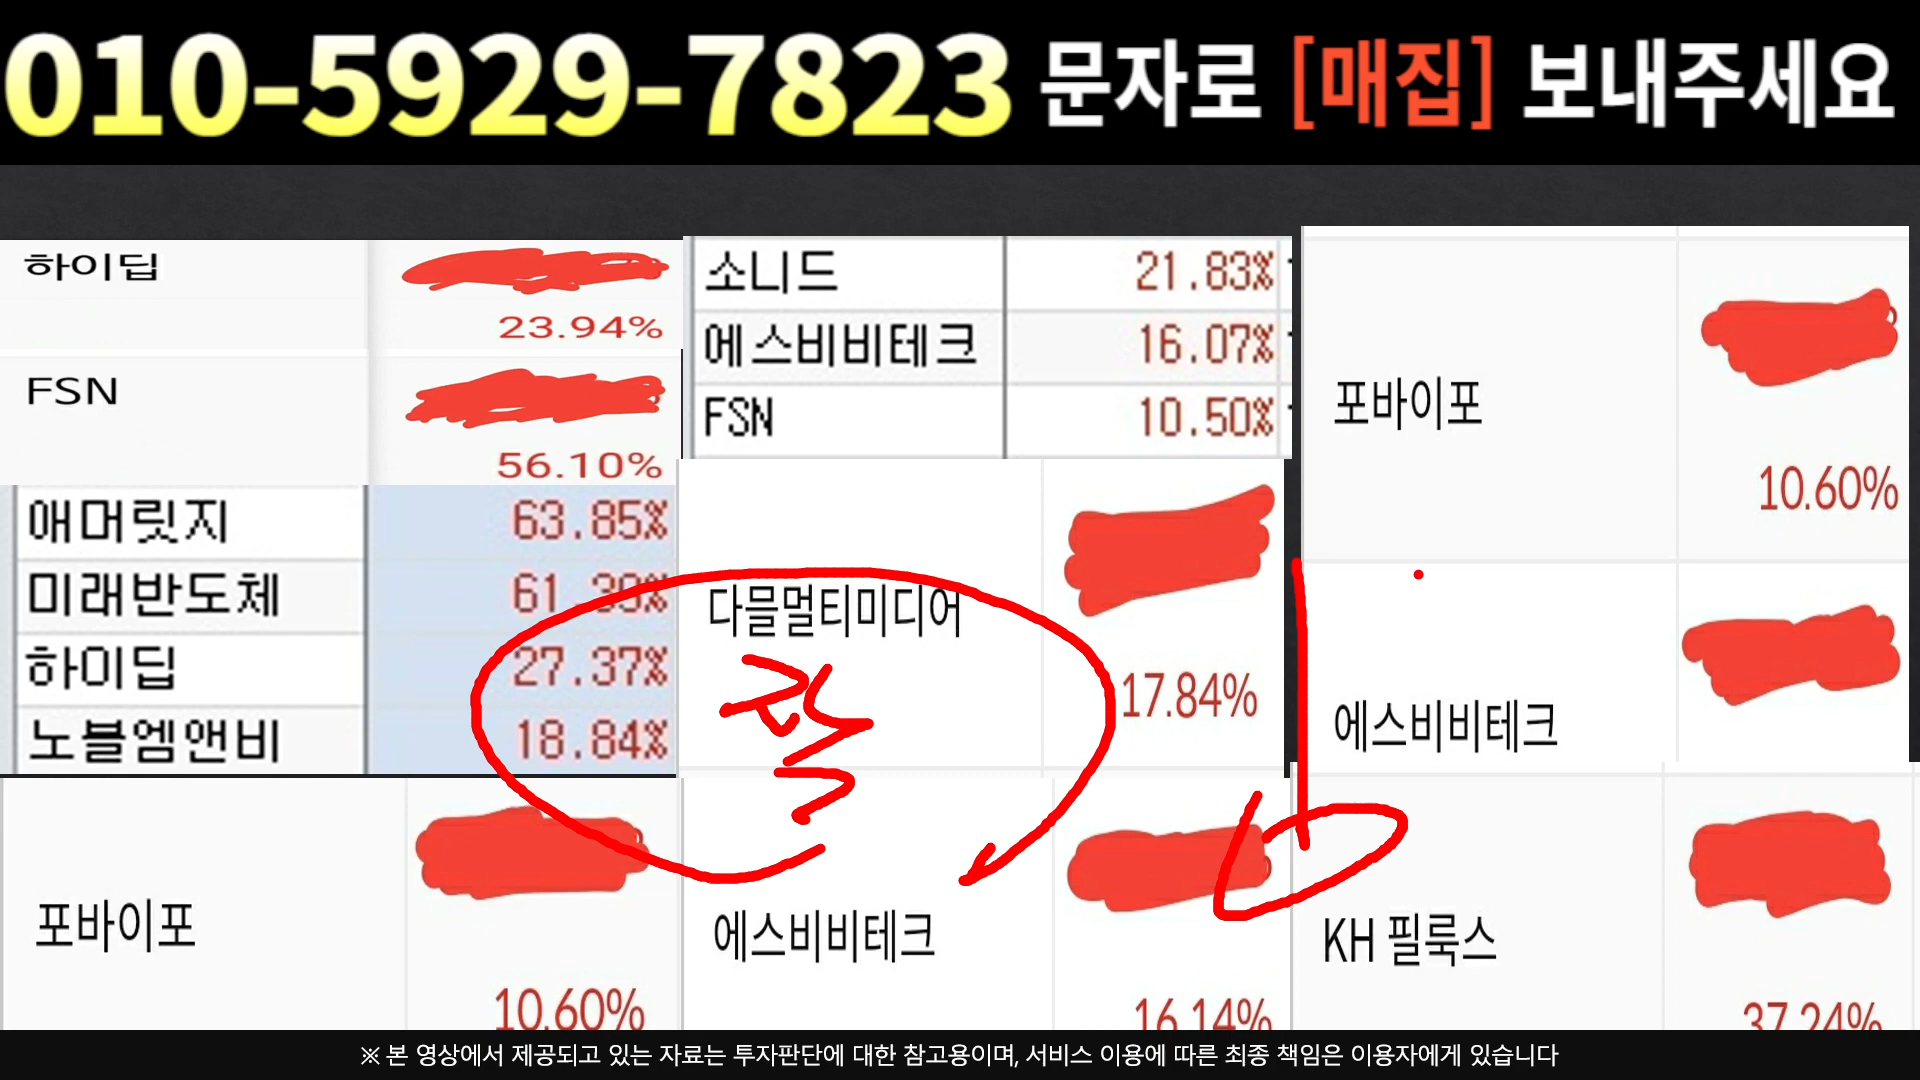 010-5929-7823 문자로 [매집] 보내주세요
하이딥
23.94%
FSN
56.10%
애머릿지 63.85%
미래반도체 61.39%
하이딥 27.37%
노블엠앤비 18.84%
소니드 21.83%
에스비비테크 16.07%
FSN 10.50%
다믈멀티미디어
17.84%
포바이포
10.60%
에스비비테크
포바이포
10.60%
에스비비테크
16.14%
KH 필룩스
37.24%
※ 본 영상에서 제공되고 있는 자료는 투자판단에 대한 참고용이며, 서비스 이용에 따른 최종 책임은 이용자에게 있습니다